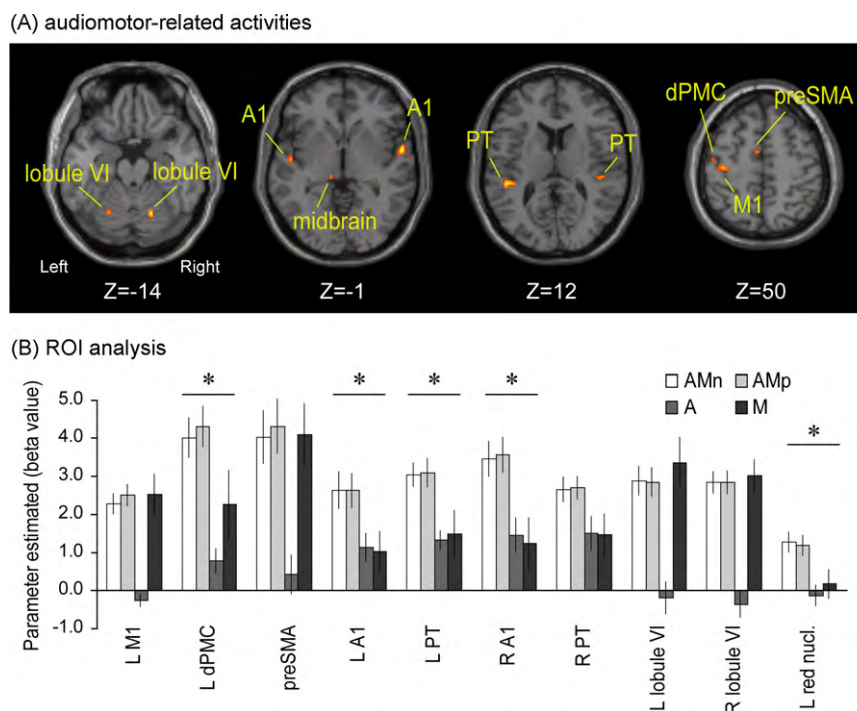 (A) audiomotor-related activities
lobule VI
lobule VI
Left
Right
Z=-14
A1
A1
midbrain
Z=-1
PT
PT
Z=12
dPMC
preSMA
M1
Z=50
(B) ROI analysis
AMn
AMp
A
M
*
*
*
*
*
Parameter estimated (beta value)
5.0
4.0
3.0
2.0
1.0
0.0
-1.0
L M1
L dPMC
preSMA
L A1
L PT
R A1
R PT
L lobule VI
R lobule VI
L red nucl.